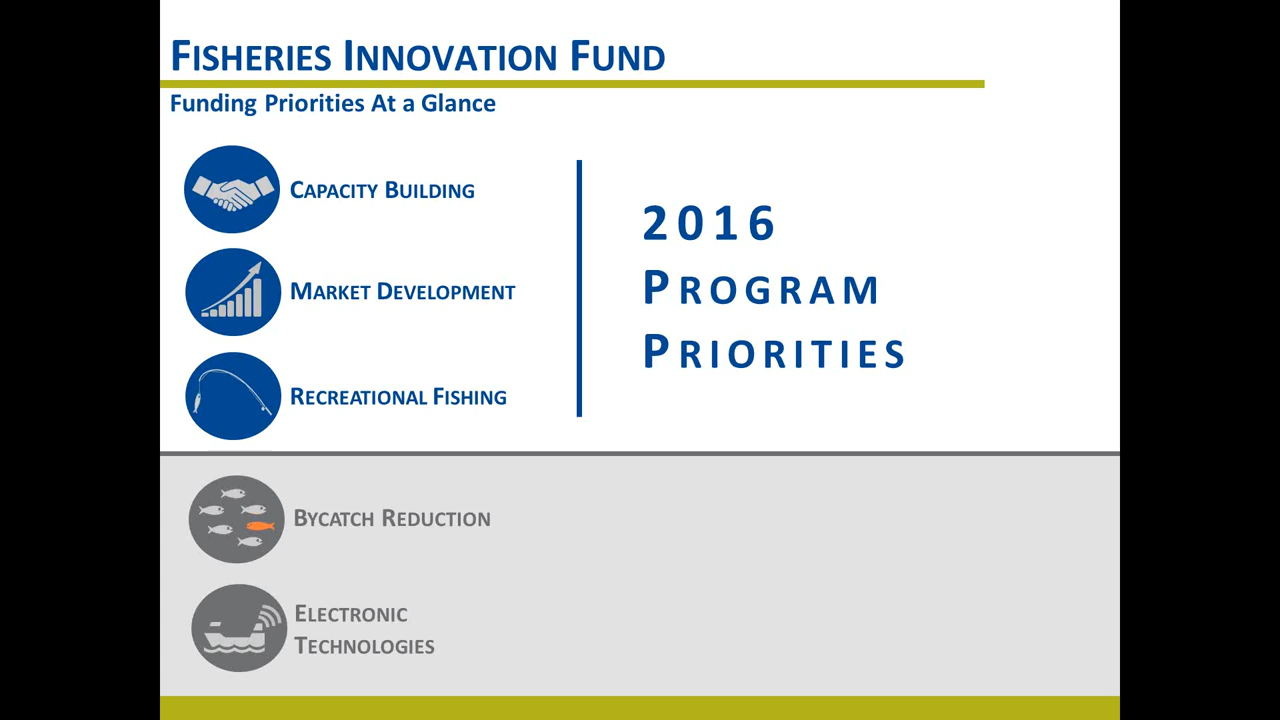 FISHERIES INNOVATION FUND
Funding Priorities At a Glance
CAPACITY BUILDING
MARKET DEVELOPMENT
RECREATIONAL FISHING
2016
PROGRAM
PRIORITIES
BYCATCH REDUCTION
ELECTRONIC
TECHNOLOGIES